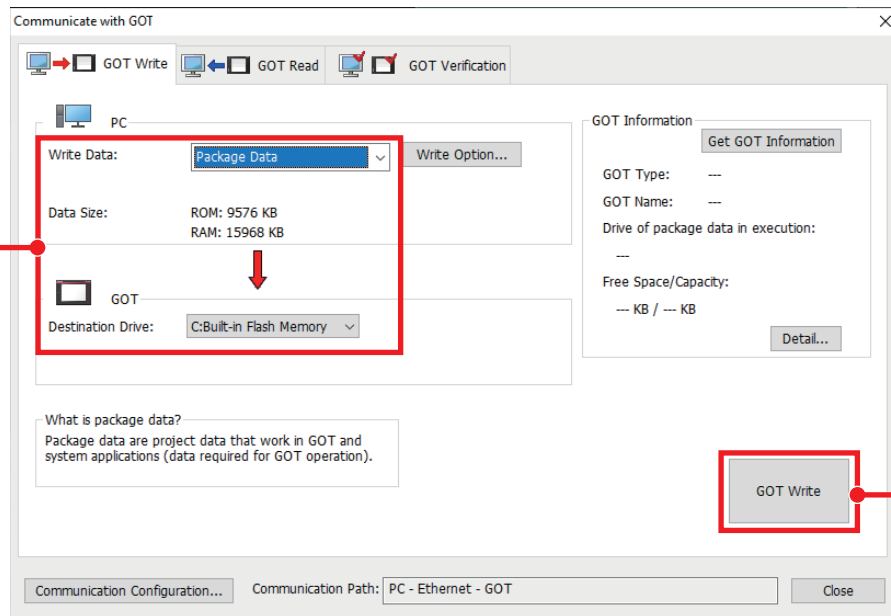 Communicate with GOT
GOT Write
GOT Read
GOT Verification
PC
Write Data:
Package Data
Write Option...
Data Size:
ROM: 9576 KB
RAM: 15968 KB
GOT
Destination Drive:
C:Built-in Flash Memory
GOT Information
Get GOT Information
GOT Type: ---
GOT Name: ---
Drive of package data in execution:
---
Free Space/Capacity:
--- KB / --- KB
Detail...
What is package data?
Package data are project data that work in GOT and
system applications (data required for GOT operation).
GOT Write
Communication Configuration...
Communication Path: PC - Ethernet - GOT
Close